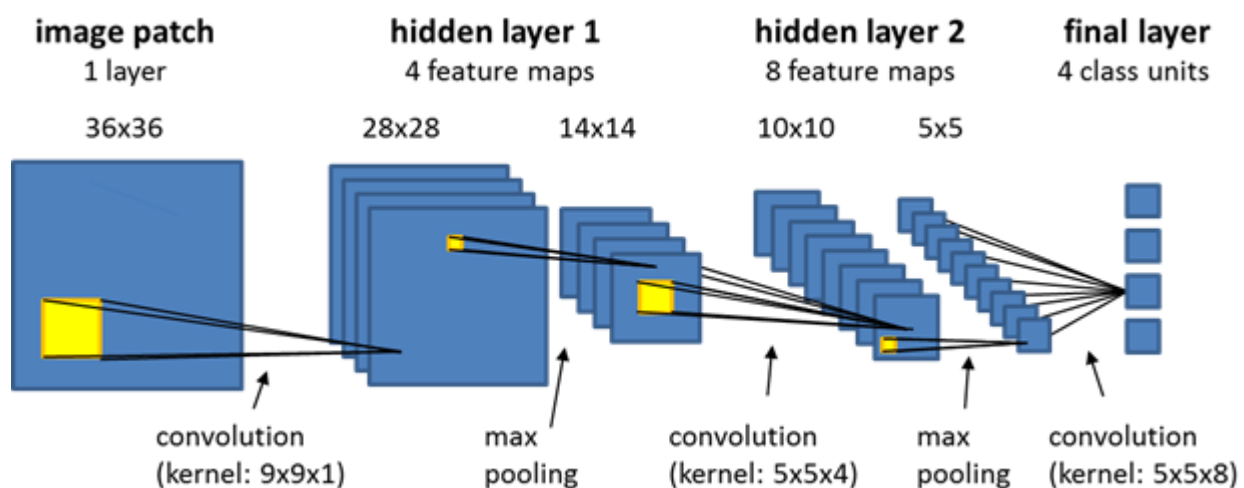 image patch
1 layer
hidden layer 1
4 feature maps
hidden layer 2
8 feature maps
final layer
4 class units
36x36
28x28
14x14
10x10
5x5
convolution
(kernel: 9x9x1)
max
pooling
convolution
(kernel: 5x5x4)
max
pooling
convolution
(kernel: 5x5x8)